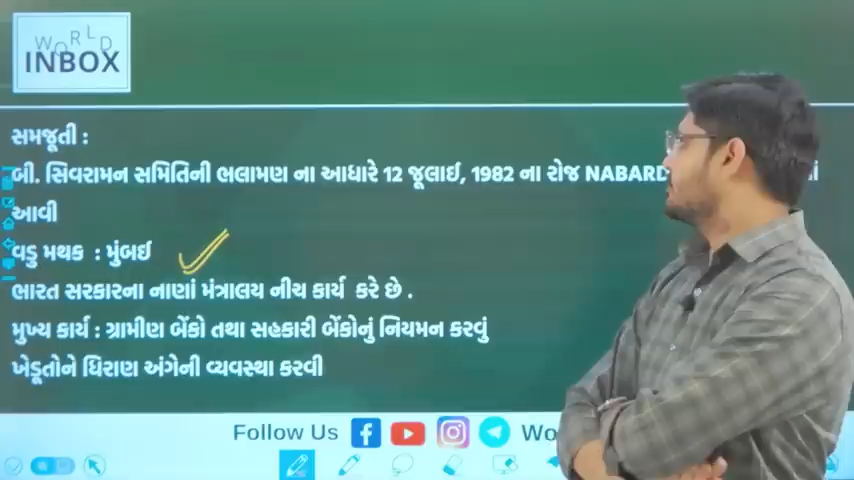 WORLD
INBOX
સમજૂતી :
બી. સિવરામન સમિતિની ભલામણ ના આધારે 12 જૂલાઈ, 1982 ના રોજ NABARD
આવી
વડુ મથક : મુંબઈ
ભારત સરકારના નાણાં મંત્રાલય નીચ કાર્ય કરે છે .
મુખ્ય કાર્ય : ગ્રામીણ બેંકો તથા સહકારી બેંકોનું નિયમન કરવું
ખેડૂતોને ધિરાણ અંગેની વ્યવસ્થા કરવી
Follow Us